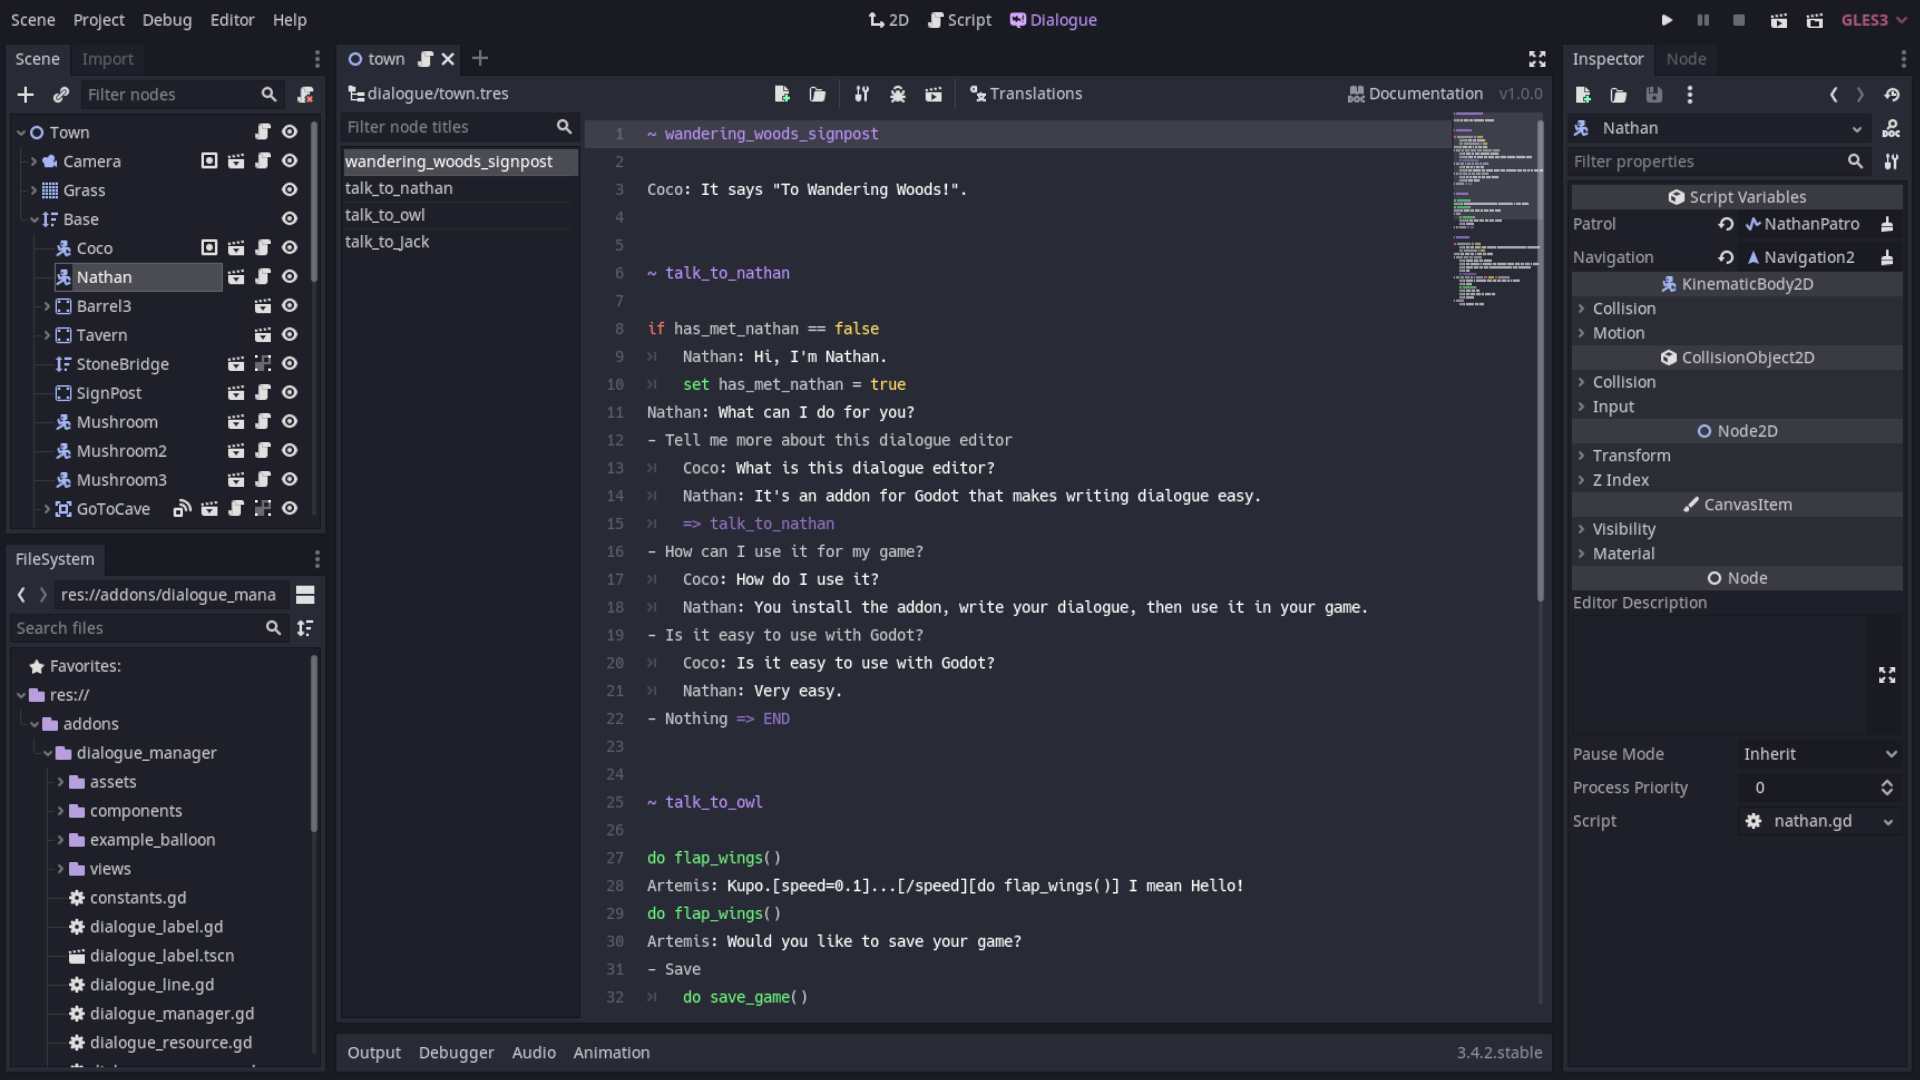 Scene Project Debug Editor Help
2D Script Dialogue
GLES3
Scene Import
Filter nodes
Town
Camera
Grass
Base
Coco
Nathan
Barrel3
Tavern
StoneBridge
SignPost
Mushroom
Mushroom2
Mushroom3
GoToCave
FileSystem
res://addons/dialogue_mana
Search files
Favorites:
res://
addons
dialogue_manager
assets
components
example_balloon
views
constants.gd
dialogue_label.gd
dialogue_label.tscn
dialogue_line.gd
dialogue_manager.gd
dialogue_resource.gd
town
dialogue/town.tres
Translations
Documentation v1.0.0
Filter node titles
wandering_woods_signpost
talk_to_nathan
talk_to_owl
talk_to_Jack
1 ~ wandering_woods_signpost
2
3 Coco: It says "To Wandering Woods!".
4
5
6 ~ talk_to_nathan
7
8 if has_met_nathan == false
9 Nathan: Hi, I'm Nathan.
10 set has_met_nathan = true
11 Nathan: What can I do for you?
12 - Tell me more about this dialogue editor
13 Coco: What is this dialogue editor?
14 Nathan: It's an addon for Godot that makes writing dialogue easy.
15 => talk_to_nathan
16 - How can I use it for my game?
17 Coco: How do I use it?
18 Nathan: You install the addon, write your dialogue, then use it in your game.
19 - Is it easy to use with Godot?
20 Coco: Is it easy to use with Godot?
21 Nathan: Very easy.
22 - Nothing => END
23
24
25 ~ talk_to_owl
26
27 do flap_wings()
28 Artemis: Kupo.[speed=0.1]...[/speed][do flap_wings()] I mean Hello!
29 do flap_wings()
30 Artemis: Would you like to save your game?
31 - Save
32 do save_game()
Output Debugger Audio Animation
3.4.2.stable
Inspector Node
Nathan
Filter properties
Script Variables
Patrol NathanPatro
Navigation Navigation2
KinematicBody2D
Collision
Motion
CollisionObject2D
Collision
Input
Node2D
Transform
Z Index
CanvasItem
Visibility
Material
Node
Editor Description
Pause Mode Inherit
Process Priority 0
Script nathan.gd